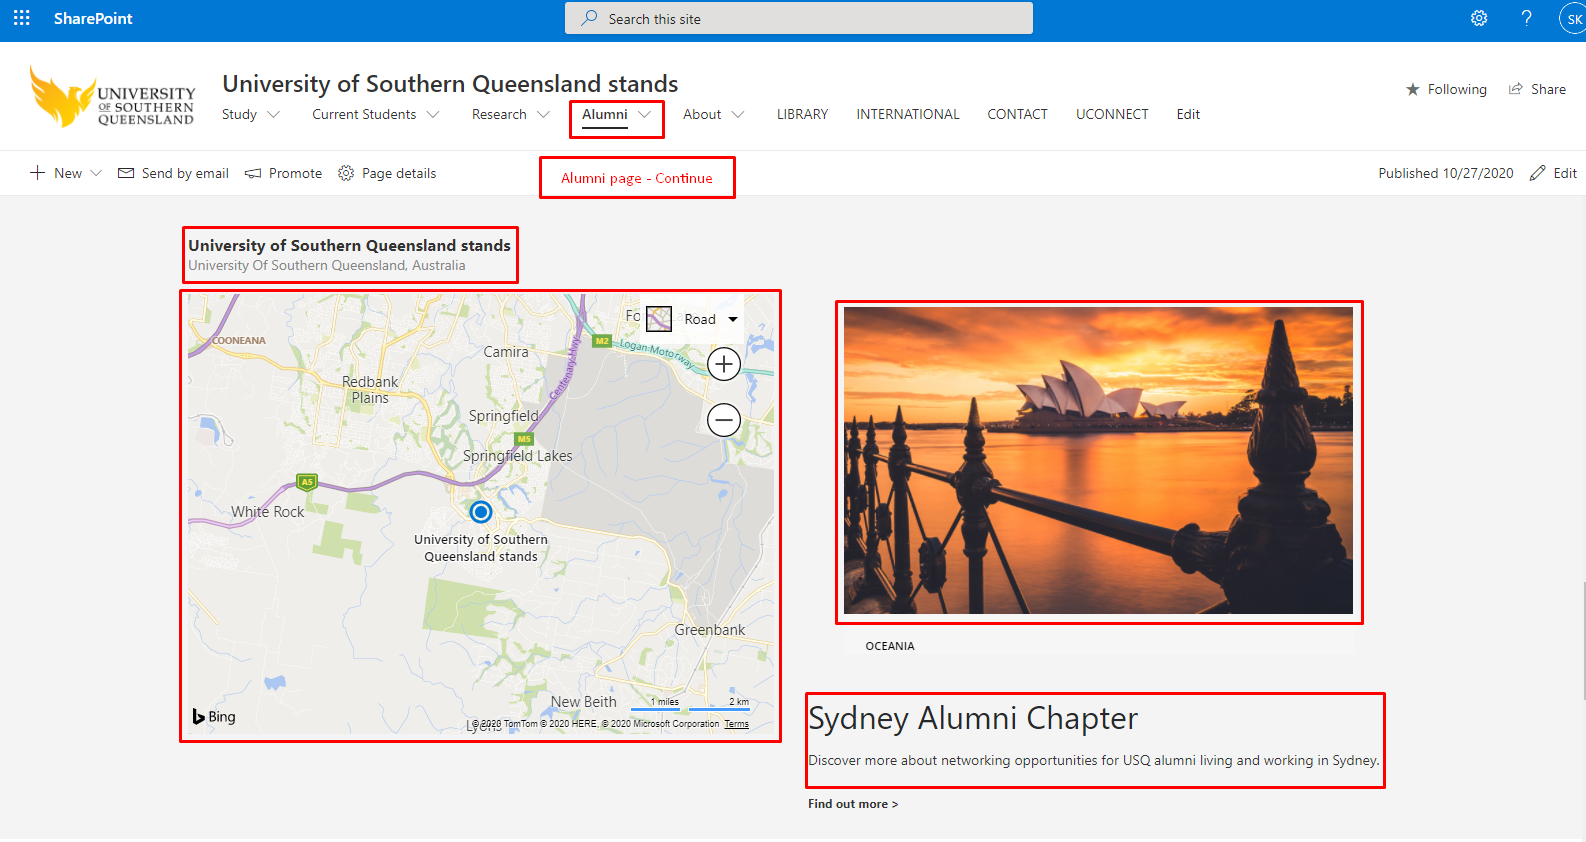 SharePoint
Search this site
SK
UNIVERSITY
OF SOUTHERN
QUEENSLAND
University of Southern Queensland stands
Following
Share
Study
Current Students
Research
Alumni
About
LIBRARY
INTERNATIONAL
CONTACT
UCONNECT
Edit
New
Send by email
Promote
Page details
Alumni page - Continue
Published 10/27/2020
Edit
University of Southern Queensland stands
University Of Southern Queensland, Australia
Road
COONEANA
M2
Logan Motorway
Camira
Centenary Hwy
Redbank
Plains
Springfield
M5
Springfield Lakes
A5
White Rock
University of Southern
Queensland stands
Greenbank
New Beith
1 miles
2 km
Bing
Lyons
© 2020 TomTom © 2020 HERE, © 2020 Microsoft Corporation Terms
OCEANIA
Sydney Alumni Chapter
Discover more about networking opportunities for USQ alumni living and working in Sydney.
Find out more >